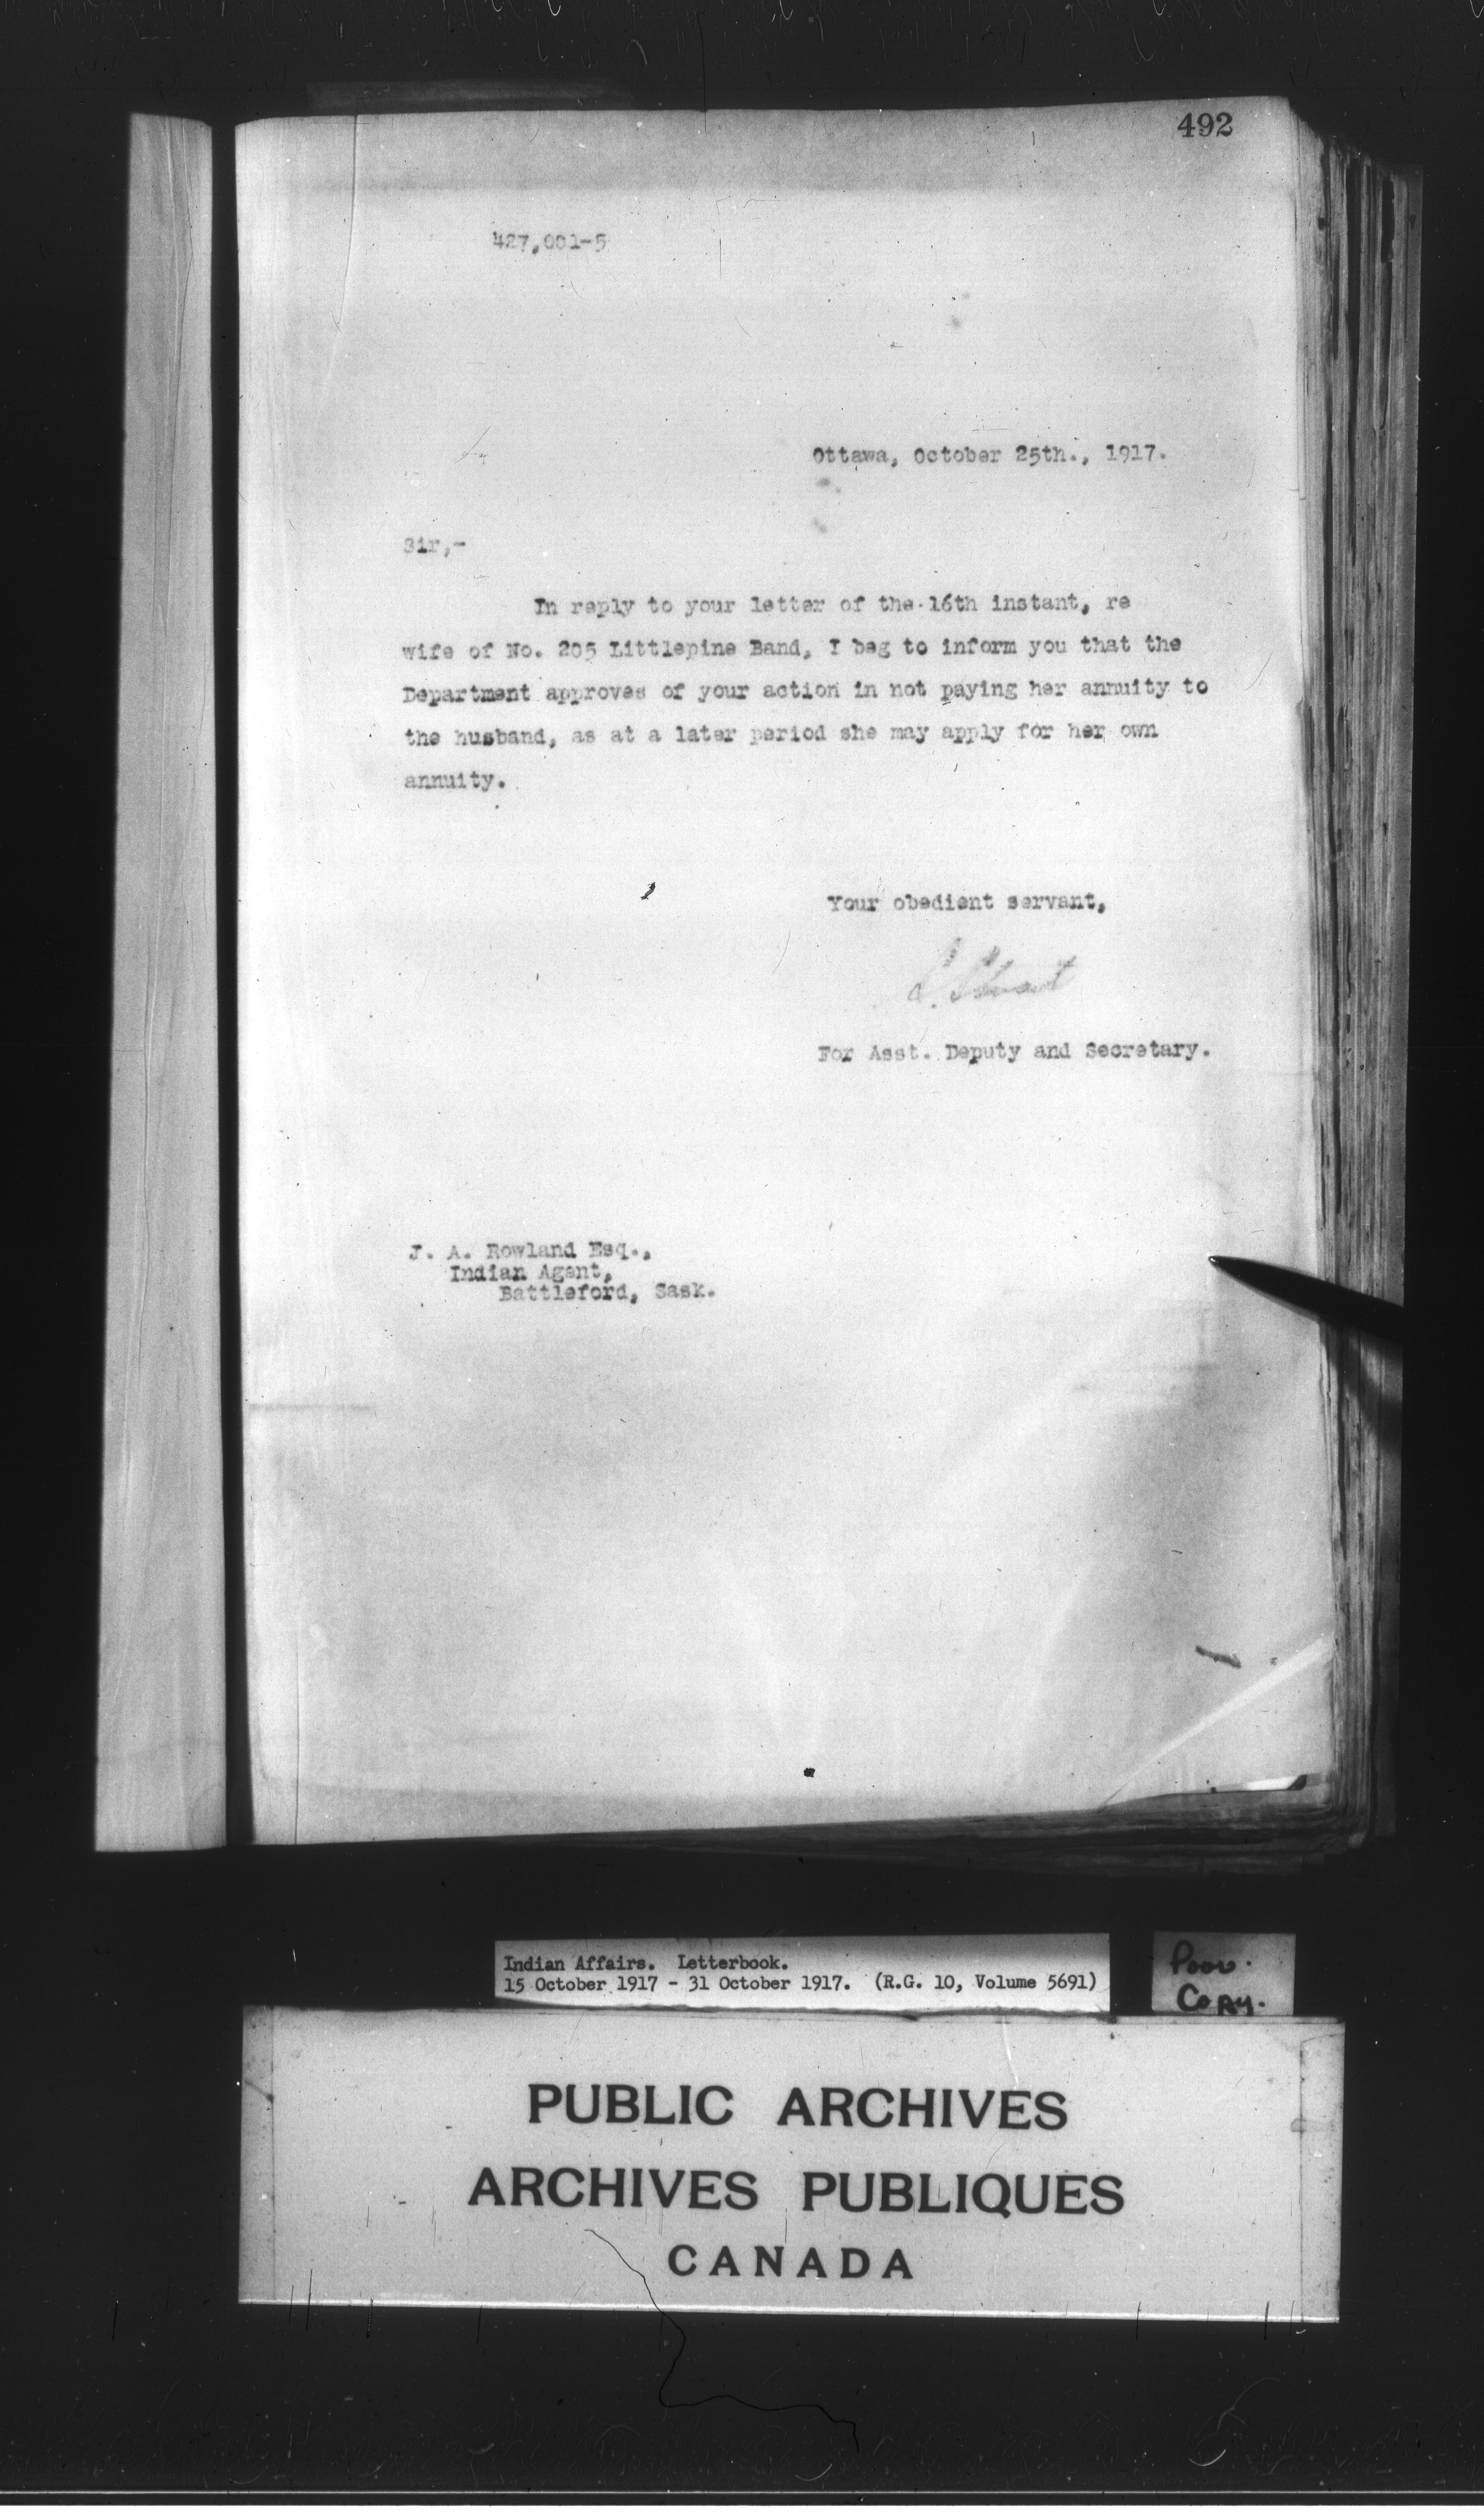 492
427,001-5
Ottawa, October 25th., 1917.
Sir,-
In reply to your letter of the 16th instant, re
wife of No. 205 Littlepine Band, I beg to inform you that the
Department approves of your action in not paying her annuity to
the husband, as at a later period she may apply for her own
annuity.
Your obedient servant,
For Asst. Deputy and Secretary.
J. A. Rowland Esq.,
Indian Agent,
Battleford, Sask.
Indian Affairs. Letterbook.
15 October 1917 - 31 October 1917. (R.G. 10, Volume 5691)
Poor
Copy.
PUBLIC ARCHIVES
ARCHIVES PUBLIQUES
CANADA